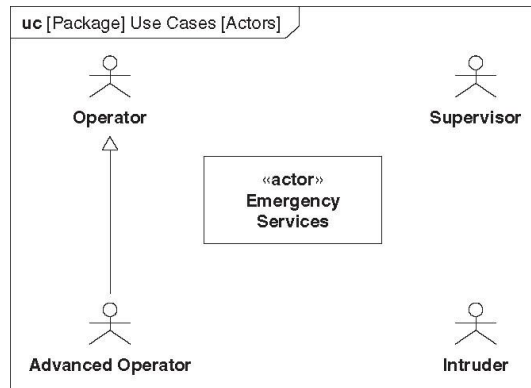 uc [Package] Use Cases [Actors]
Operator
Supervisor
«actor»
Emergency
Services
Advanced Operator
Intruder